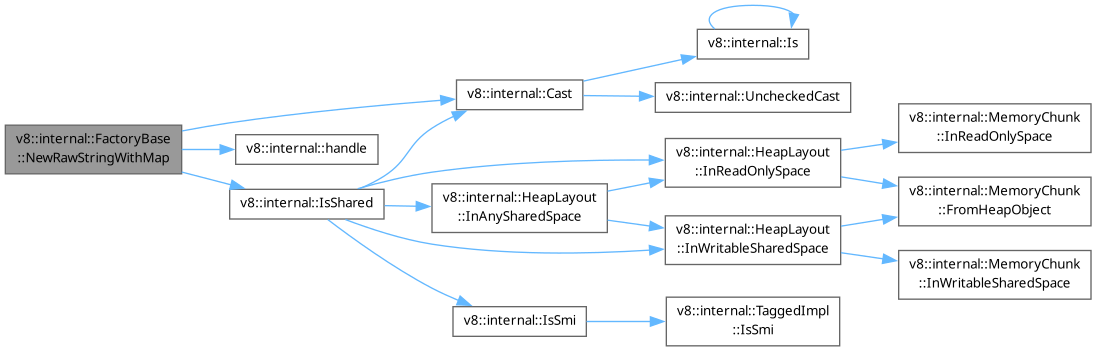 v8::internal::FactoryBase
::NewRawStringWithMap
v8::internal::Cast
v8::internal::Is
v8::internal::UncheckedCast
v8::internal::handle
v8::internal::IsShared
v8::internal::HeapLayout
::InAnySharedSpace
v8::internal::HeapLayout
::InReadOnlySpace
v8::internal::HeapLayout
::InWritableSharedSpace
v8::internal::MemoryChunk
::InReadOnlySpace
v8::internal::MemoryChunk
::FromHeapObject
v8::internal::MemoryChunk
::InWritableSharedSpace
v8::internal::IsSmi
v8::internal::TaggedImpl
::IsSmi